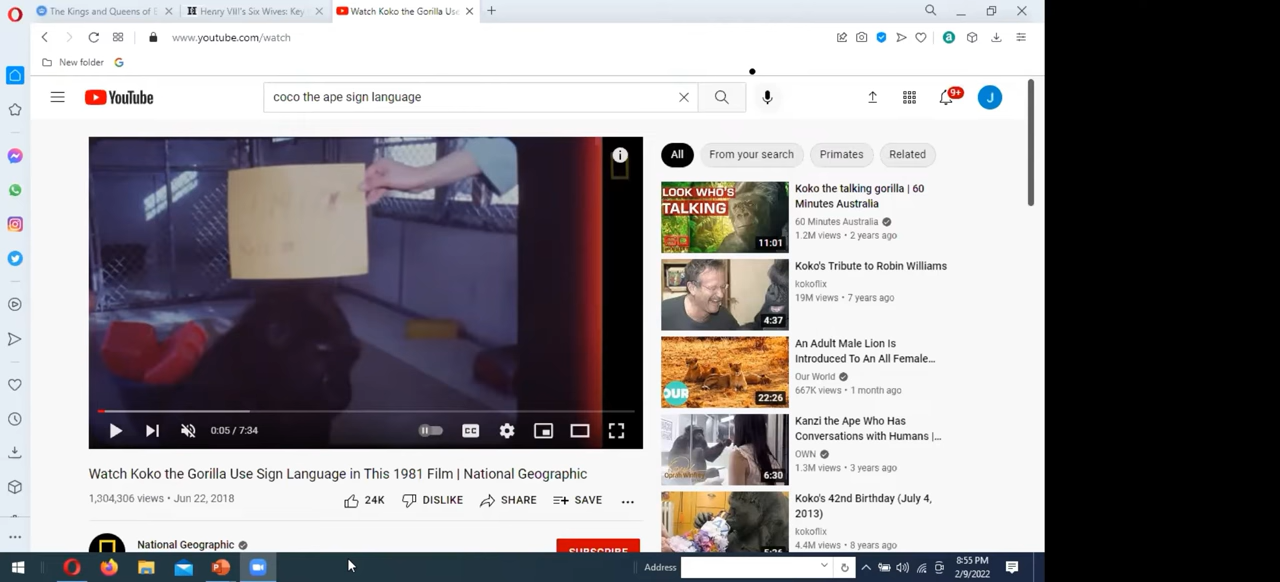 The Kings and Queens of E
Henry VIII's Six Wives: Key
Watch Koko the Gorilla Use
www.youtube.com/watch
New folder
YouTube
coco the ape sign language
9+
J
All
From your search
Primates
Related
LOOK WHO'S
TALKING
60
11:01
Koko the talking gorilla | 60
Minutes Australia
60 Minutes Australia
1.2M views • 2 years ago
4:37
Koko's Tribute to Robin Williams
kokoflix
19M views • 7 years ago
OUR
22:26
An Adult Male Lion Is
Introduced To An All Female...
Our World
667K views • 1 month ago
Oprah Winfrey
6:30
Kanzi the Ape Who Has
Conversations with Humans |...
OWN
1.3M views • 3 years ago
5:26
Koko's 42nd Birthday (July 4,
2013)
kokoflix
4.4M views • 8 years ago
0:05 / 7:34
CC
Watch Koko the Gorilla Use Sign Language in This 1981 Film | National Geographic
1,304,306 views • Jun 22, 2018
24K
DISLIKE
SHARE
SAVE
National Geographic
SUBSCRIBE
Address
8:55 PM
2/9/2022